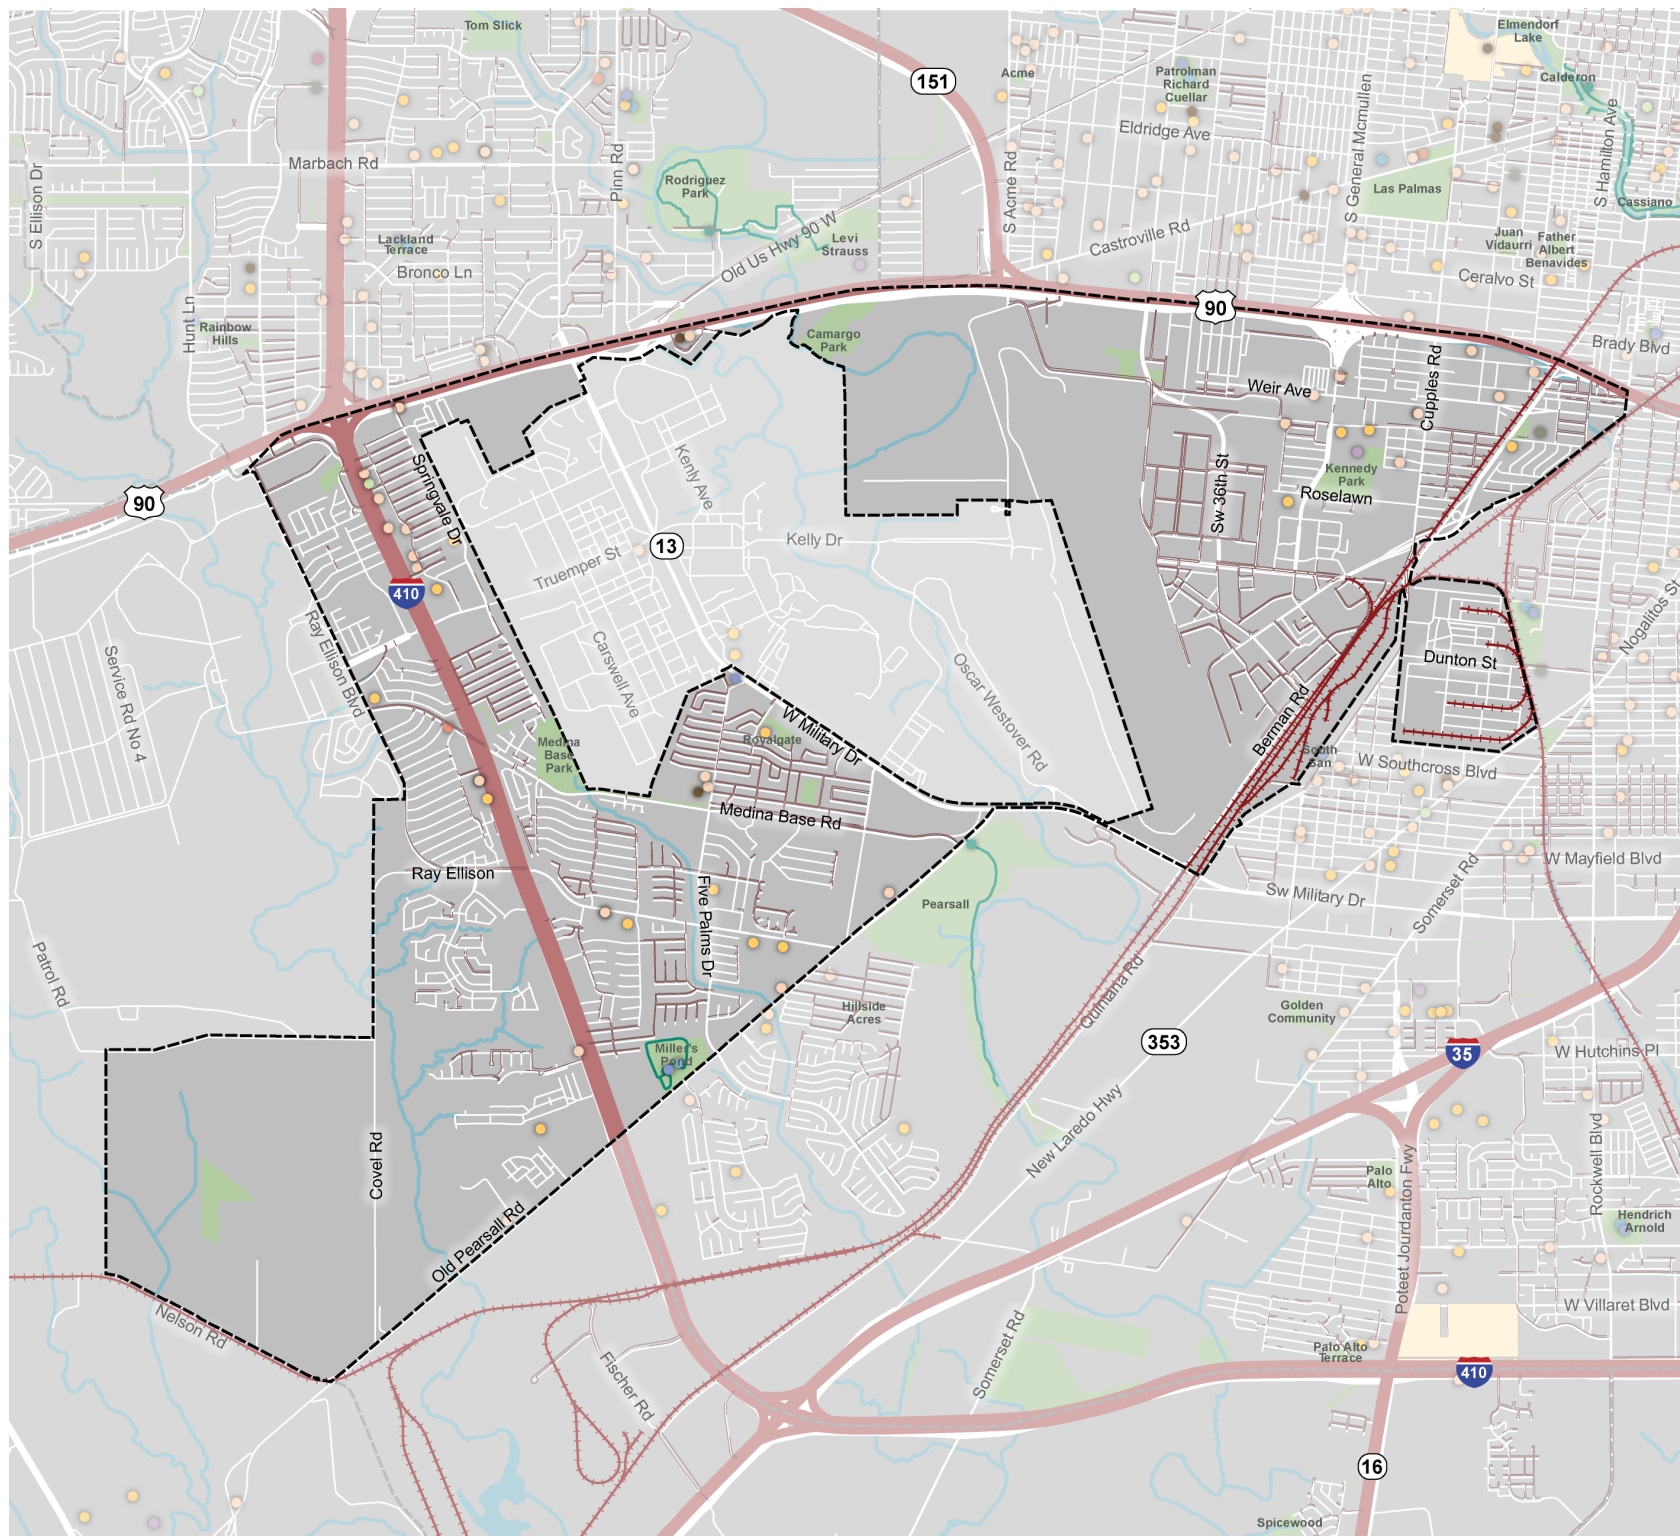 Tom Slick
Elmendorf
Lake
151
Acme
Patrolman
Richard
Cuellar
Calderon
Eldridge Ave
S General Mcmullen
S Hamilton Ave
Marbach Rd
Pinn Rd
S Ellison Dr
Rodriguez
Park
S Acme Rd
Las Palmas
Cassiano
Lackland
Terrace
Old Us Hwy 90 W
Levi
Strauss
Castroville Rd
Juan
Vidaurri
Father
Albert
Benavides
Bronco Ln
Ceralvo St
Hunt Ln
Rainbow
Hills
90
Camargo
Park
Brady Blvd
Cupples Rd
Weir Ave
Springvale Dr
Kenly Ave
Kennedy
Park
Roselawn
Sw 36th St
90
13
Kelly Dr
Truemper St
410
Ray Ellison Blvd
Carswell Ave
Nogalitos St
Service Rd No 4
Oscar Westover Rd
Dunton St
Berman Rd
W Military Dr
Royalgate
Medina
Base
Park
South
San
W Southcross Blvd
Medina Base Rd
W Mayfield Blvd
Ray Ellison
Five Palms Dr
Sw Military Dr
Somerset Rd
Pearsall
Patrol Rd
Quintana Rd
Hillside
Acres
Golden
Community
353
35
W Hutchins Pl
Miller's
Pond
New Laredo Hwy
Covel Rd
Rockwell Blvd
Palo
Alto
Poteet Jourdanton Fwy
Hendrich
Arnold
Old Pearsall Rd
Nelson Rd
W Villaret Blvd
Somerset Rd
Palo Alto
Terrace
Fischer Rd
410
16
Spicewood